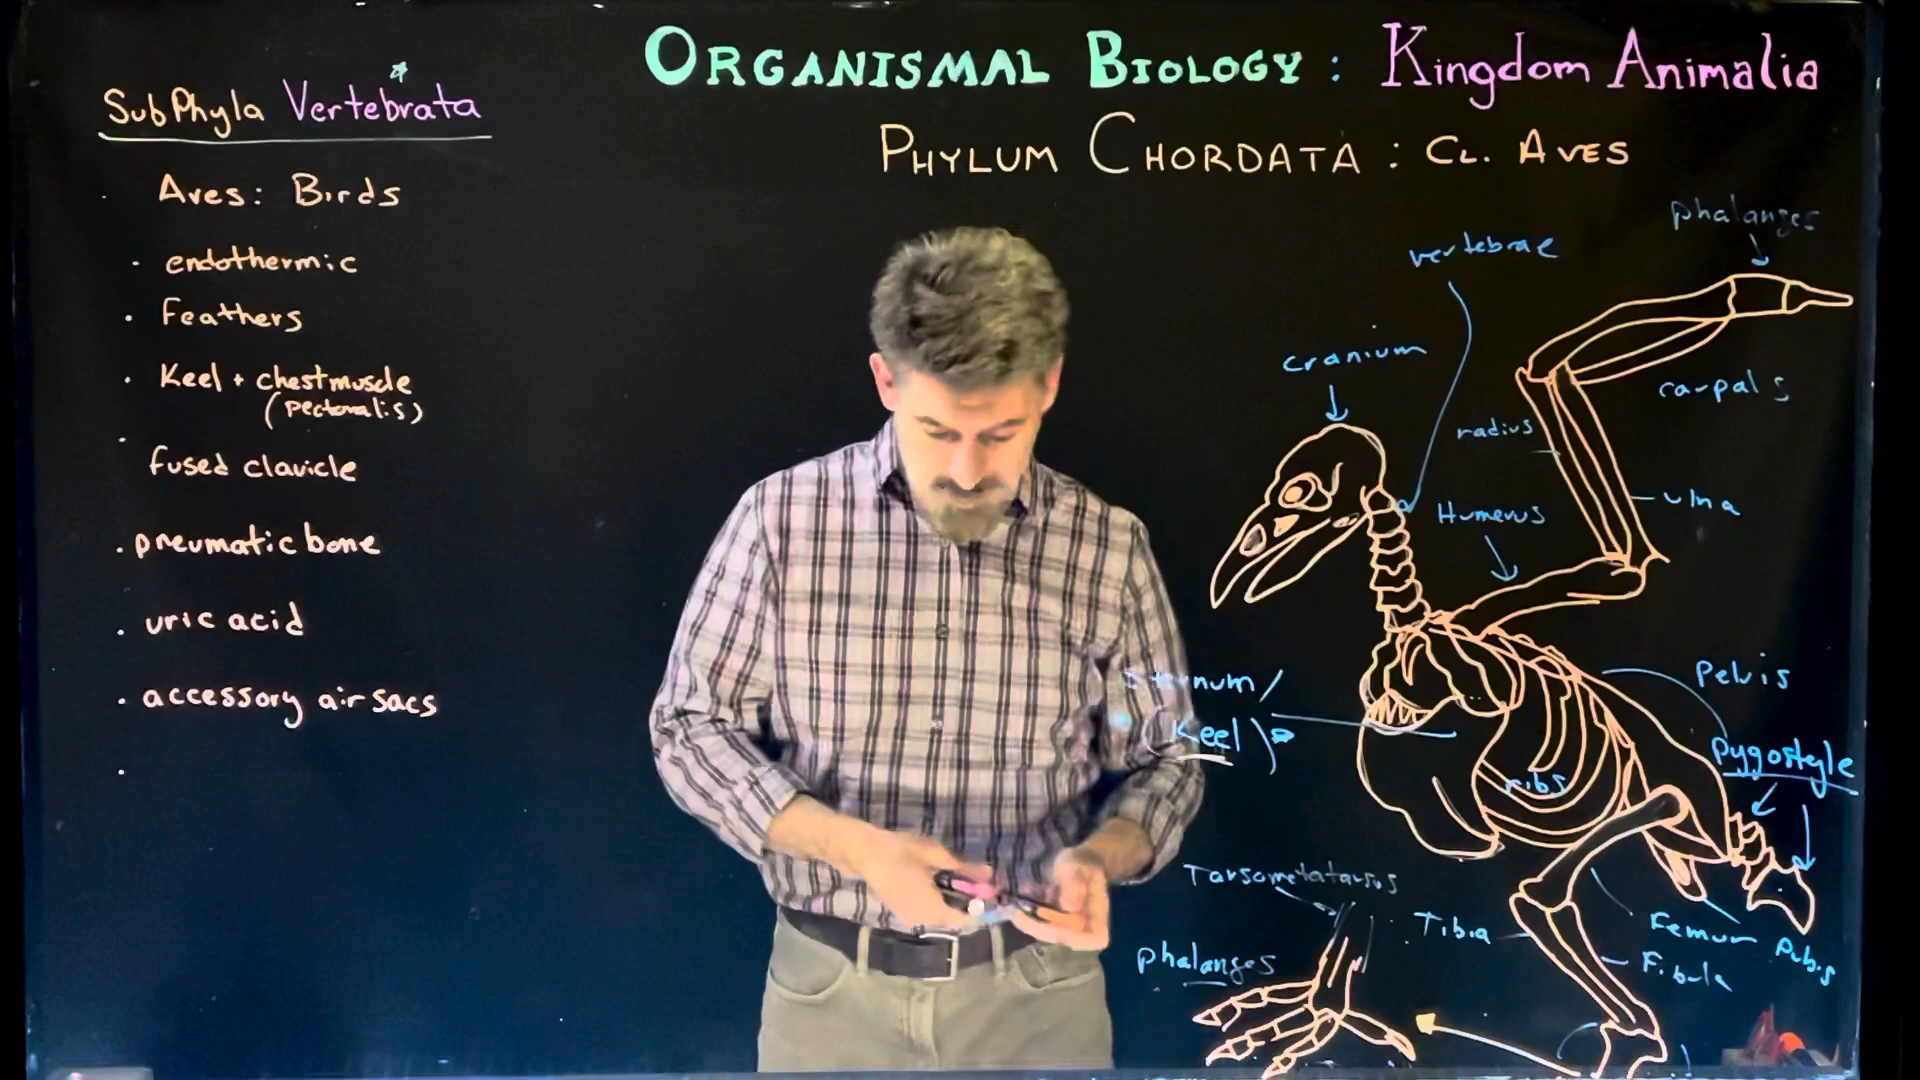 ORGANISMAL BIOLOGY : Kingdom Animalia
PHYLUM CHORDATA : CL. AVES
SubPhyla Vertebrata
Aves: Birds
endothermic
Feathers
Keel + chest muscle
(pectoralis)
fused clavicle
pneumatic bone
uric acid
accessory air sacs
phalanges
vertebrae
cranium
carpals
radius
ulna
Humerus
Pelvis
(Keel)
pygostyle
ribs
Tarsometatarsus
Tibia
Femur
Pubis
phalanges
Fibula